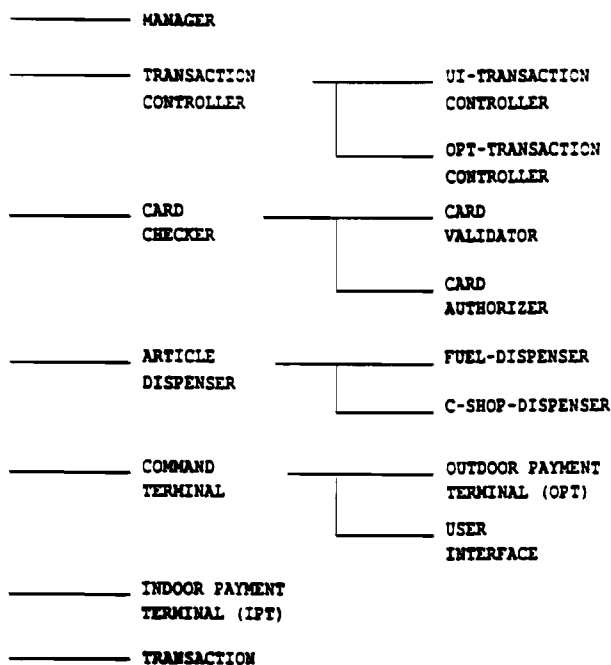 MANAGER
TRANSACTION
CONTROLLER
UI-TRANSACTION
CONTROLLER
OPT-TRANSACTION
CONTROLLER
CARD
CHECKER
CARD
VALIDATOR
CARD
AUTHORIZER
ARTICLE
DISPENSER
FUEL-DISPENSER
C-SHOP-DISPENSER
COMMAND
TERMINAL
OUTDOOR PAYMENT
TERMINAL (OPT)
USER
INTERFACE
INDOOR PAYMENT
TERMINAL (IPT)
TRANSACTION